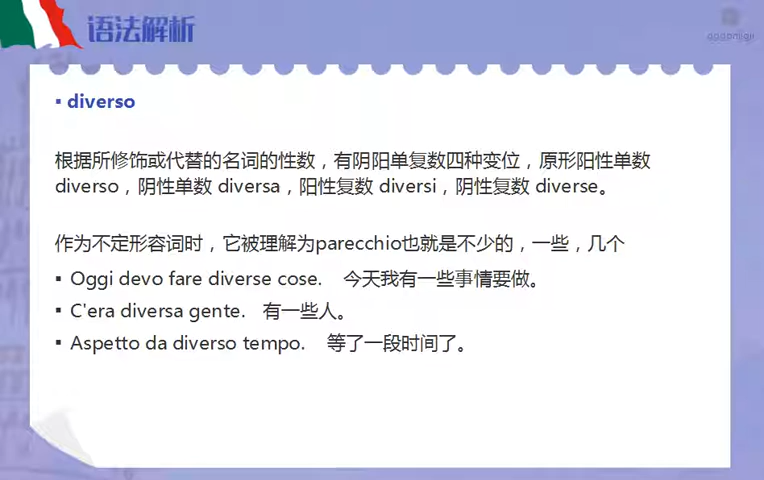 语法解析
▪ diverso
根据所修饰或代替的名词的性数，有阴阳单复数四种变位，原形阳性单数
diverso，阴性单数 diversa，阳性复数 diversi，阴性复数 diverse。
作为不定形容词时，它被理解为parecchio也就是不少的，一些，几个
▪ Oggi devo fare diverse cose. 今天我有一些事情要做。
▪ C'era diversa gente. 有一些人。
▪ Aspetto da diverso tempo. 等了一段时间了。